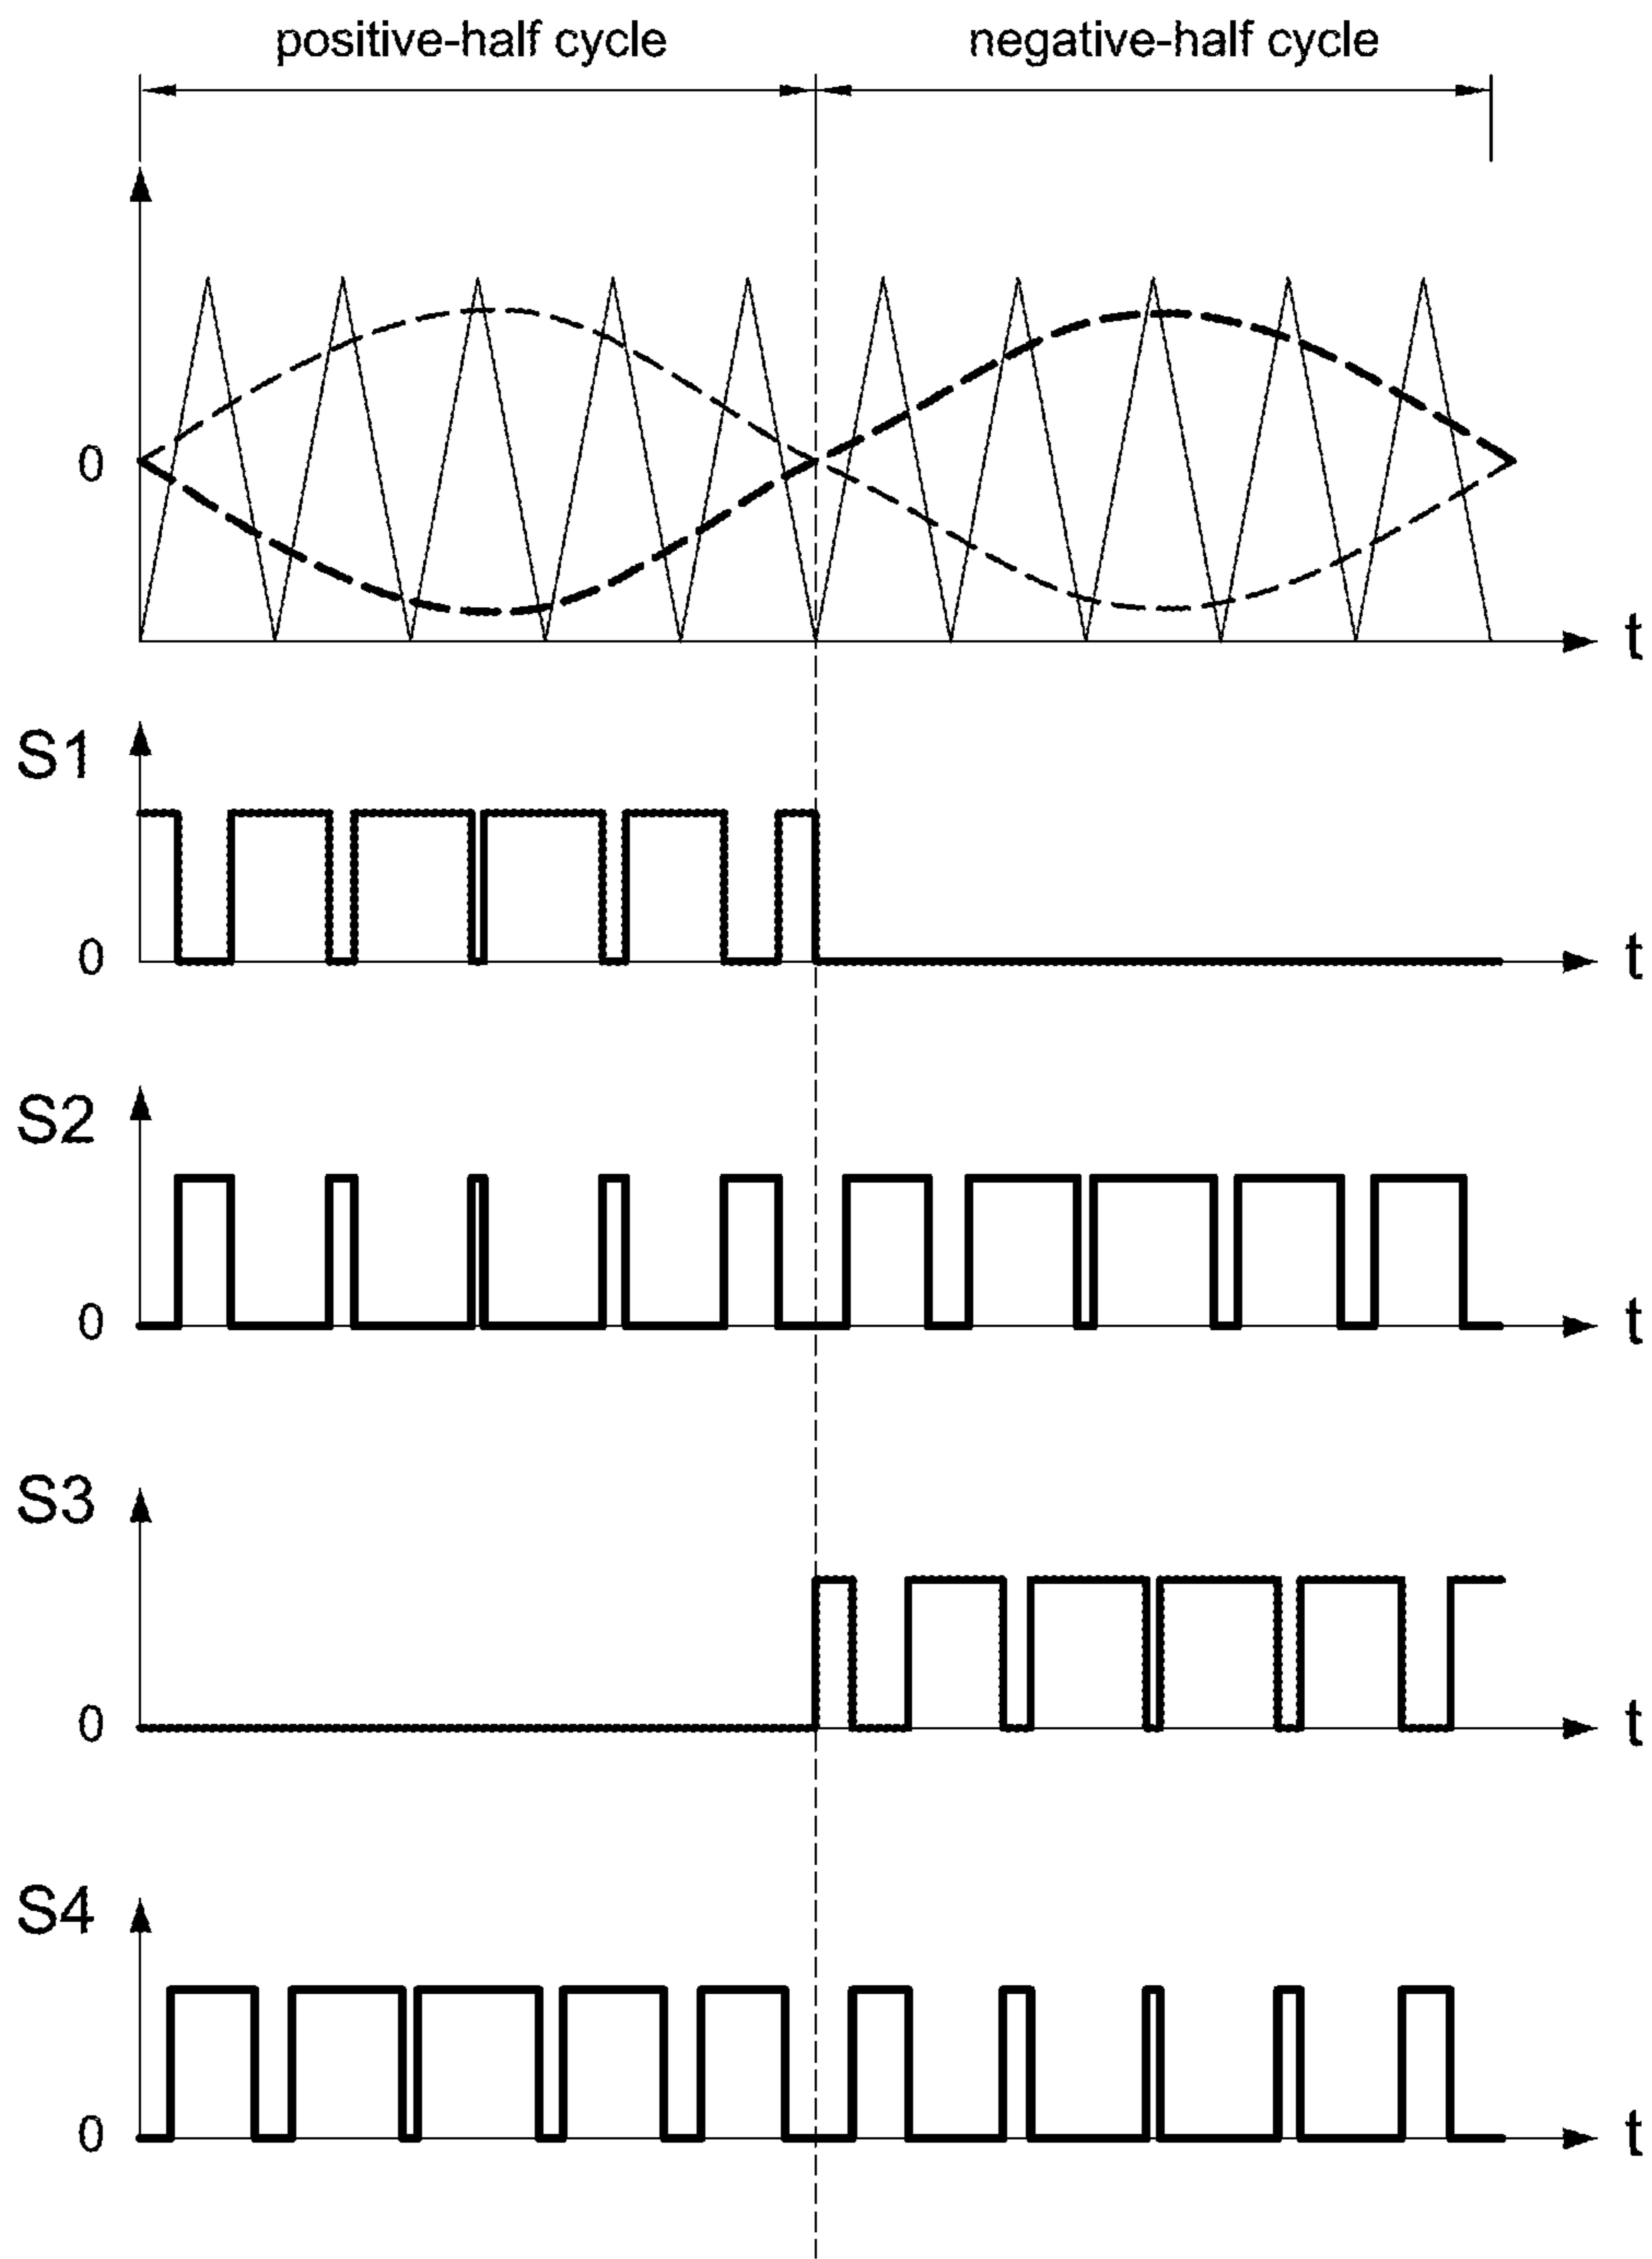 positive-half cycle negative-half cycle
0
t
S1
0
t
S2
0
t
S3
0
t
S4
0
t